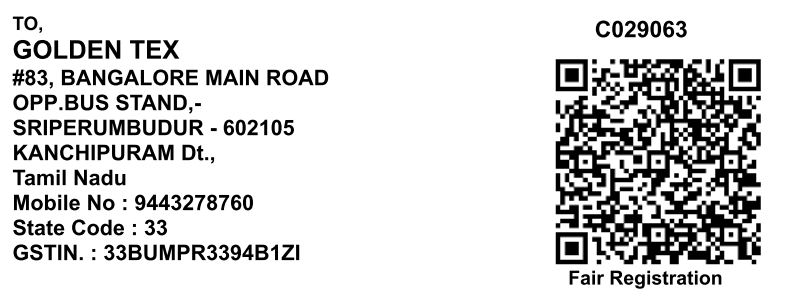 TO,
GOLDEN TEX
#83, BANGALORE MAIN ROAD
OPP.BUS STAND,-
SRIPERUMBUDUR - 602105
KANCHIPURAM Dt.,
Tamil Nadu
Mobile No : 9443278760
State Code : 33
GSTIN. : 33BUMPR3394B1ZI
C029063
Fair Registration